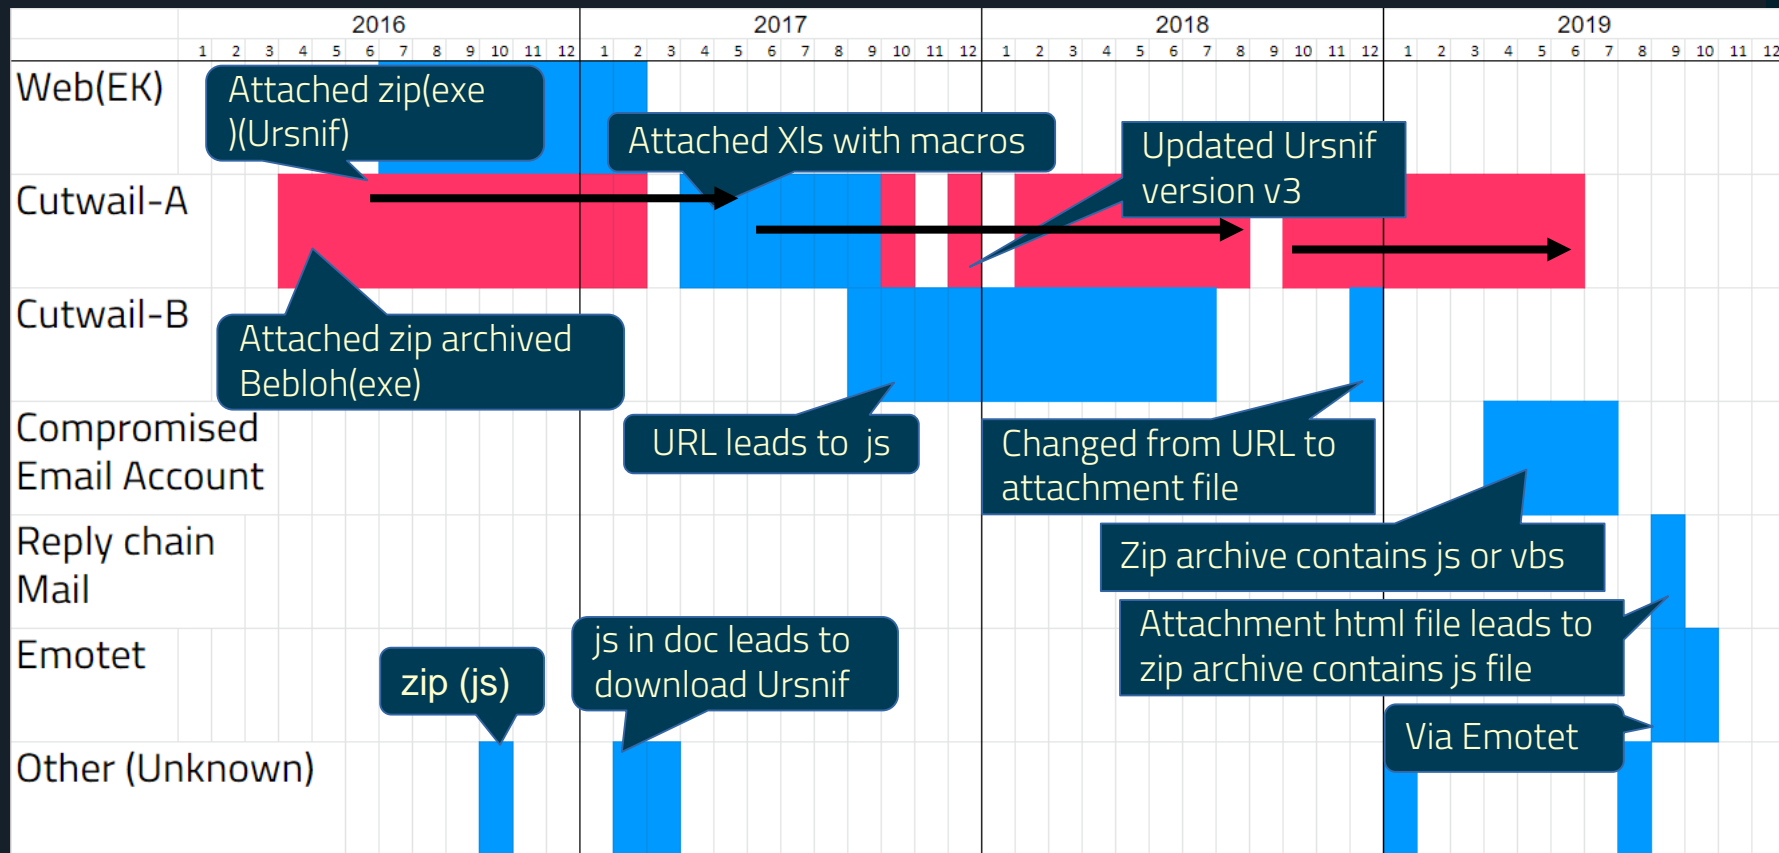 2016 2017 2018 2019
1 2 3 4 5 6 7 8 9 10 11 12 1 2 3 4 5 6 7 8 9 10 11 12 1 2 3 4 5 6 7 8 9 10 11 12 1 2 3 4 5 6 7 8 9 10 11 12
Web(EK)
Attached zip(exe
)(Ursnif)
Attached Xls with macros
Updated Ursnif
version v3
Cutwail-A
Cutwail-B
Attached zip archived
Bebloh(exe)
URL leads to js
Changed from URL to
attachment file
Compromised
Email Account
Zip archive contains js or vbs
Reply chain
Mail
Attachment html file leads to
zip archive contains js file
Emotet
zip (js)
js in doc leads to
download Ursnif
Via Emotet
Other (Unknown)